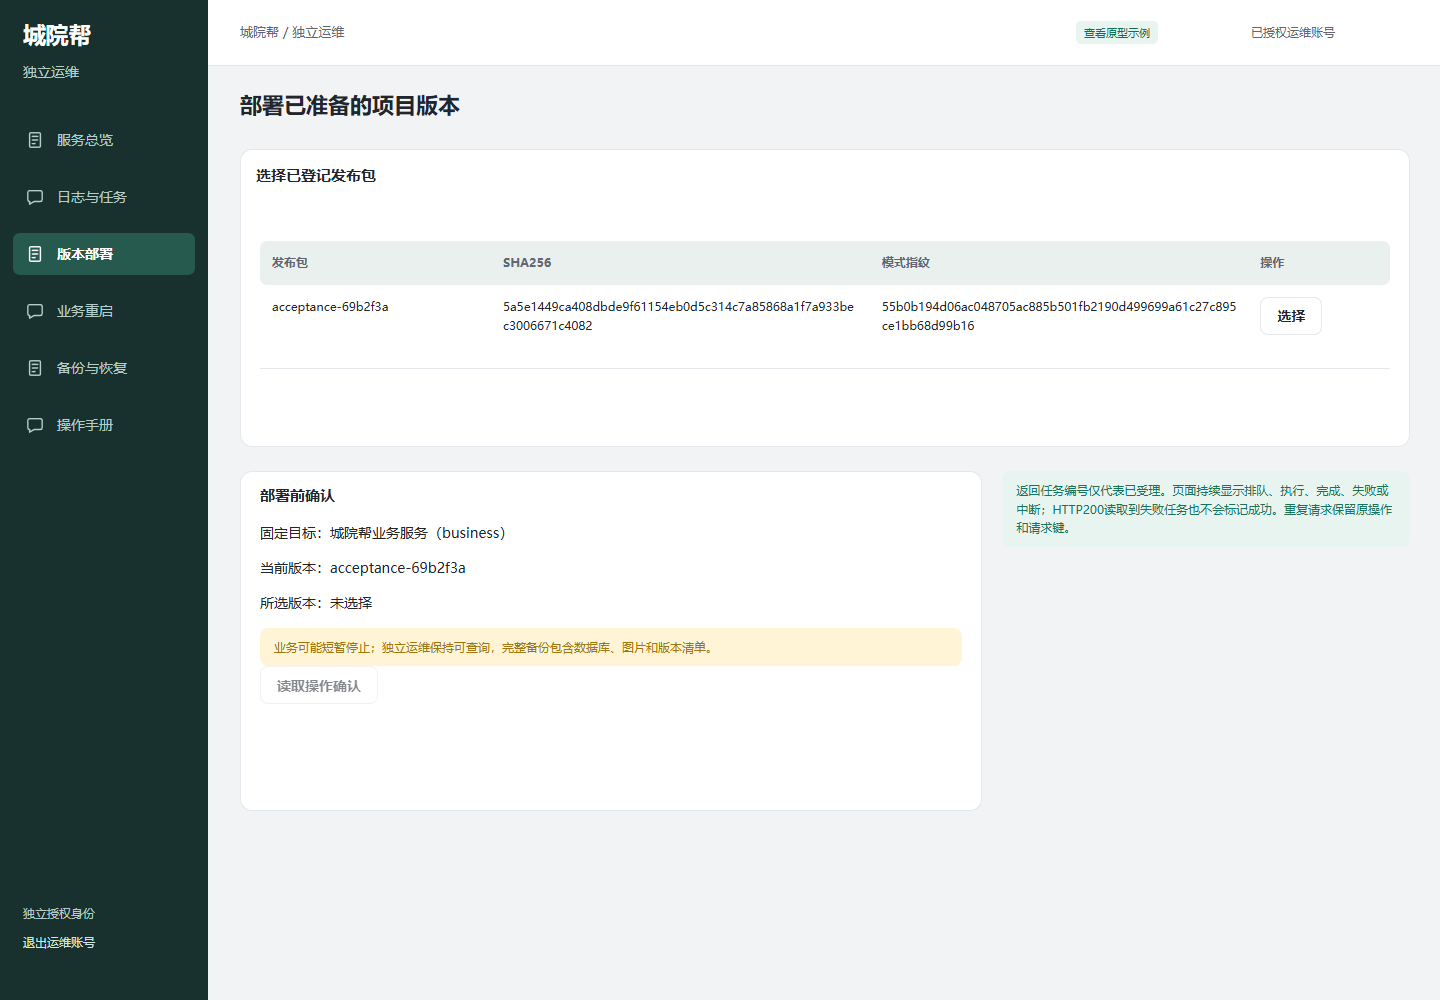 城院帮
独立运维
服务总览
日志与任务
版本部署
业务重启
备份与恢复
操作手册
独立授权身份
退出运维账号
城院帮 / 独立运维
查看原型示例
已授权运维账号
部署已准备的项目版本
选择已登记发布包
发布包 SHA256 模式指纹 操作
acceptance-69b2f3a 5a5e1449ca408dbde9f61154eb0d5c314c7a85868a1f7a933be 55b0b194d06ac048705ac885b501fb2190d499699a61c27c895 选择
c3006671c4082 ce1bb68d99b16
部署前确认
固定目标：城院帮业务服务（business）
当前版本：acceptance-69b2f3a
所选版本：未选择
业务可能短暂停止；独立运维保持可查询，完整备份包含数据库、图片和版本清单。
读取操作确认
返回任务编号仅代表已受理。页面持续显示排队、执行、完成、失败或
中断；HTTP200读取到失败任务也不会标记成功。重复请求保留原操作
和请求键。